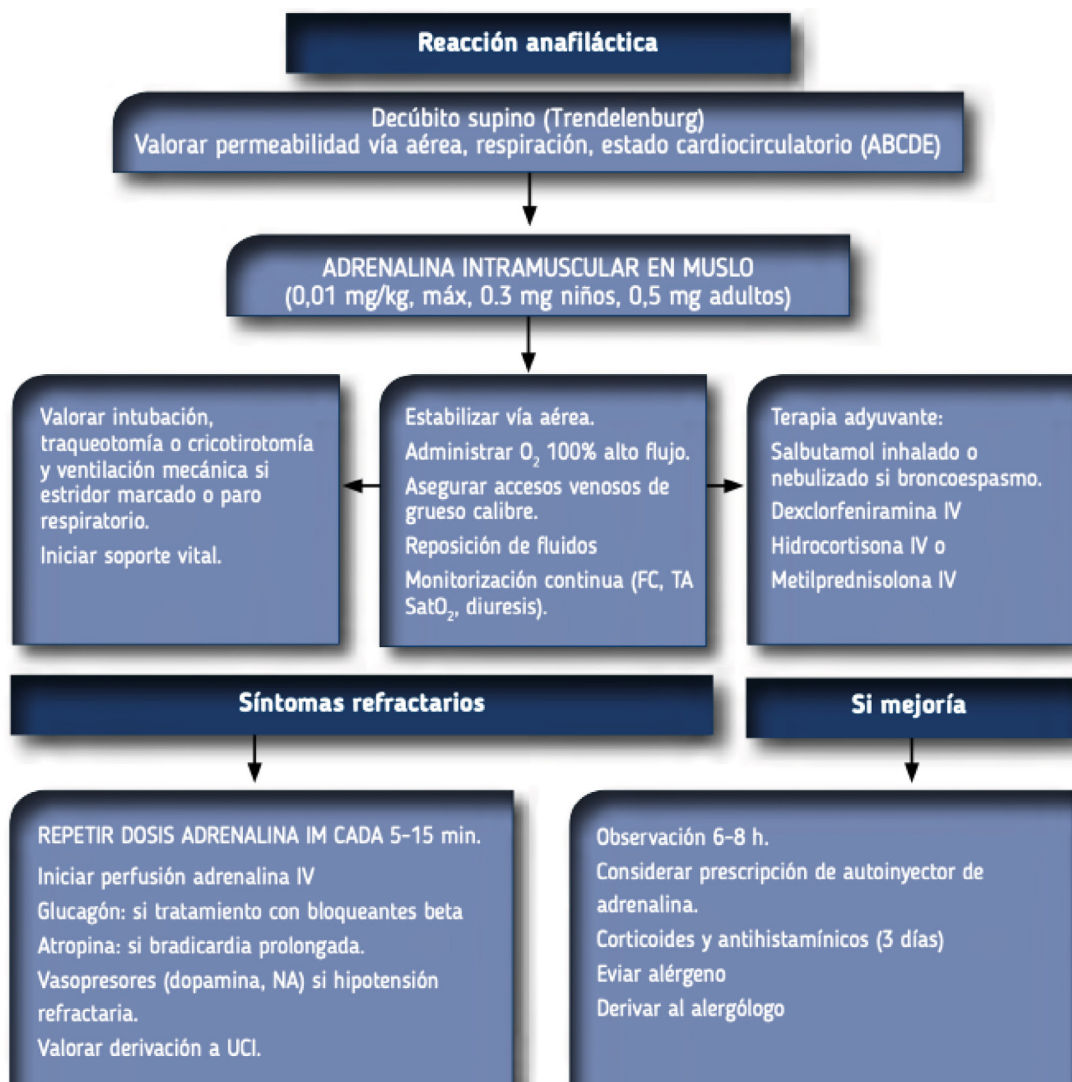 Reacción anafiláctica
Decúbito supino (Trendelenburg)
Valorar permeabilidad vía aérea, respiración, estado cardiocirculatorio (ABCDE)
ADRENALINA INTRAMUSCULAR EN MUSLO
(0,01 mg/kg, máx, 0.3 mg niños, 0,5 mg adultos)
Valorar intubación,
traqueotomía o cricotirotomía
y ventilación mecánica si
estridor marcado o paro
respiratorio.
Iniciar soporte vital.
Estabilizar vía aérea.
Administrar O₂ 100% alto flujo.
Asegurar accesos venosos de
grueso calibre.
Reposición de fluidos
Monitorización continua (FC, TA
SatO₂, diuresis).
Terapia adyuvante:
Salbutamol inhalado o
nebulizado si broncoespasmo.
Dexclorfeniramina IV
Hidrocortisona IV o
Metilprednisolona IV
Síntomas refractarios
Si mejoría
REPETIR DOSIS ADRENALINA IM CADA 5-15 min.
Iniciar perfusión adrenalina IV
Glucagón: si tratamiento con bloqueantes beta
Atropina: si bradicardia prolongada.
Vasopresores (dopamina, NA) si hipotensión
refractaria.
Valorar derivación a UCI.
Observación 6-8 h.
Considerar prescripción de autoinyector de
adrenalina.
Corticoides y antihistamínicos (3 días)
Eviar alérgeno
Derivar al alergólogo